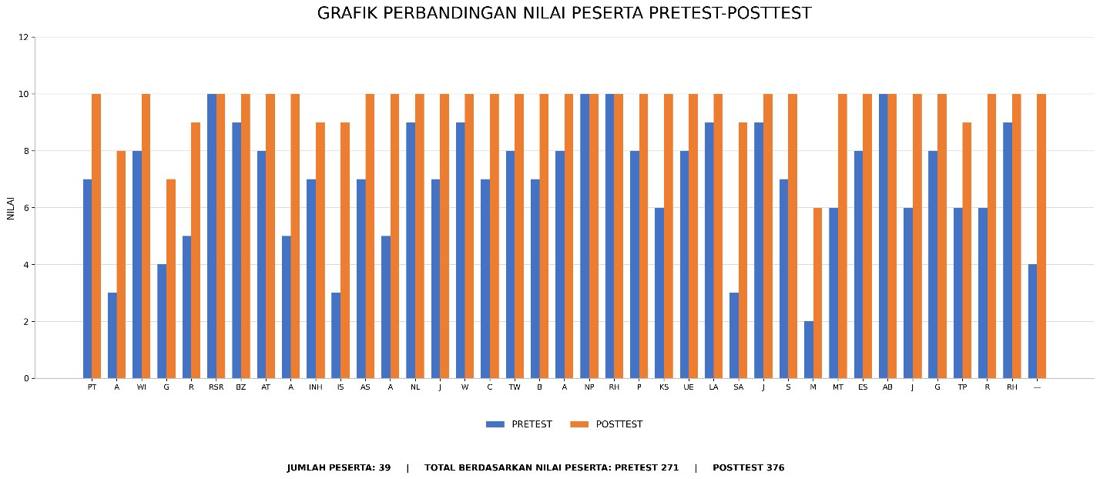 GRAFIK PERBANDINGAN NILAI PESERTA PRETEST-POSTTEST
12
10
8
6
4
2
0
NILAI
PT A WI G R RSR BZ AT A INH IS AS A NL J W C TW B A NP RH P KS UE LA SA J S M MT ES AB J G TP R RH —
PRETEST POSTTEST
JUMLAH PESERTA: 39 | TOTAL BERDASARKAN NILAI PESERTA: PRETEST 271 | POSTTEST 376